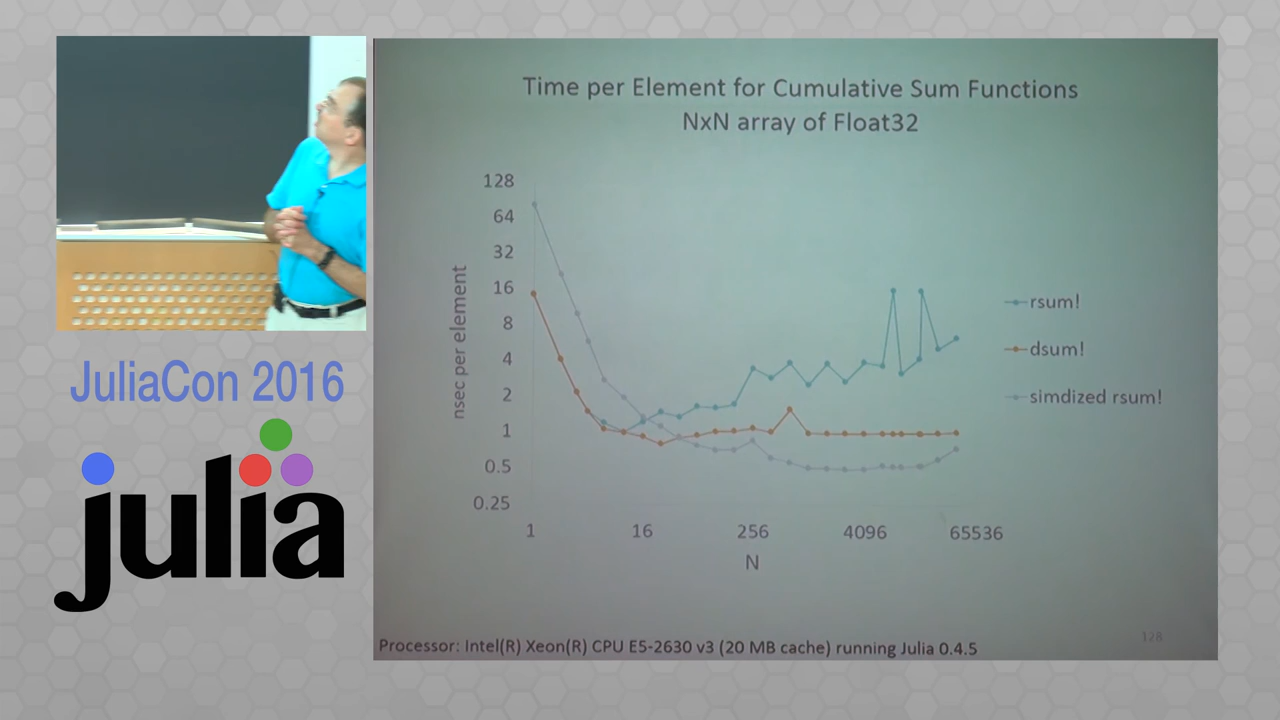 Time per Element for Cumulative Sum Functions
NxN array of Float32
128
64
32
16
8
4
2
1
0.5
0.25
nsec per element
1 16 256 4096 65536
N
rsum!
dsum!
simdized rsum!
Processor: Intel(R) Xeon(R) CPU E5-2630 v3 (20 MB cache) running Julia 0.4.5
128
JuliaCon 2016
julia